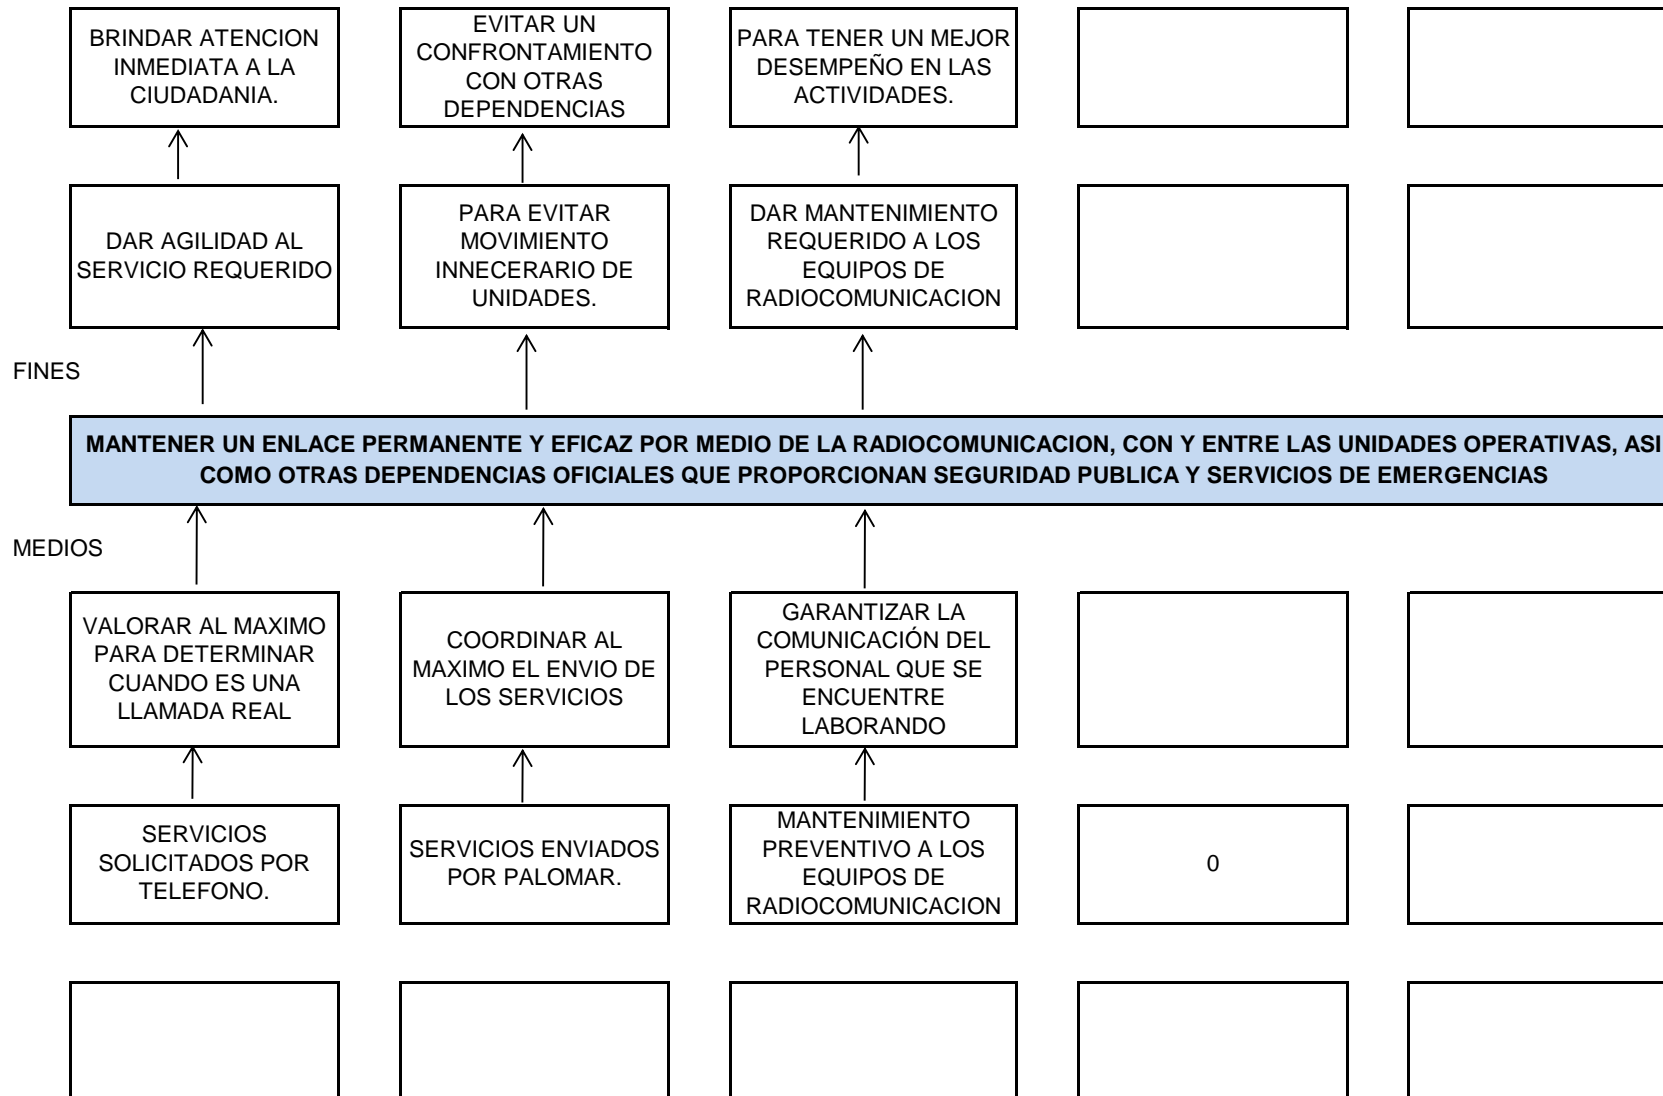 BRINDAR ATENCION
INMEDIATA A LA
CIUDADANIA.
EVITAR UN
CONFRONTAMIENTO
CON OTRAS
DEPENDENCIAS
PARA TENER UN MEJOR
DESEMPEÑO EN LAS
ACTIVIDADES.
DAR AGILIDAD AL
SERVICIO REQUERIDO
PARA EVITAR
MOVIMIENTO
INNECERARIO DE
UNIDADES.
DAR MANTENIMIENTO
REQUERIDO A LOS
EQUIPOS DE
RADIOCOMUNICACION
FINES
MANTENER UN ENLACE PERMANENTE Y EFICAZ POR MEDIO DE LA RADIOCOMUNICACION, CON Y ENTRE LAS UNIDADES OPERATIVAS, ASI
COMO OTRAS DEPENDENCIAS OFICIALES QUE PROPORCIONAN SEGURIDAD PUBLICA Y SERVICIOS DE EMERGENCIAS
MEDIOS
VALORAR AL MAXIMO
PARA DETERMINAR
CUANDO ES UNA
LLAMADA REAL
COORDINAR AL
MAXIMO EL ENVIO DE
LOS SERVICIOS
GARANTIZAR LA
COMUNICACIÓN DEL
PERSONAL QUE SE
ENCUENTRE
LABORANDO
SERVICIOS
SOLICITADOS POR
TELEFONO.
SERVICIOS ENVIADOS
POR PALOMAR.
MANTENIMIENTO
PREVENTIVO A LOS
EQUIPOS DE
RADIOCOMUNICACION
0